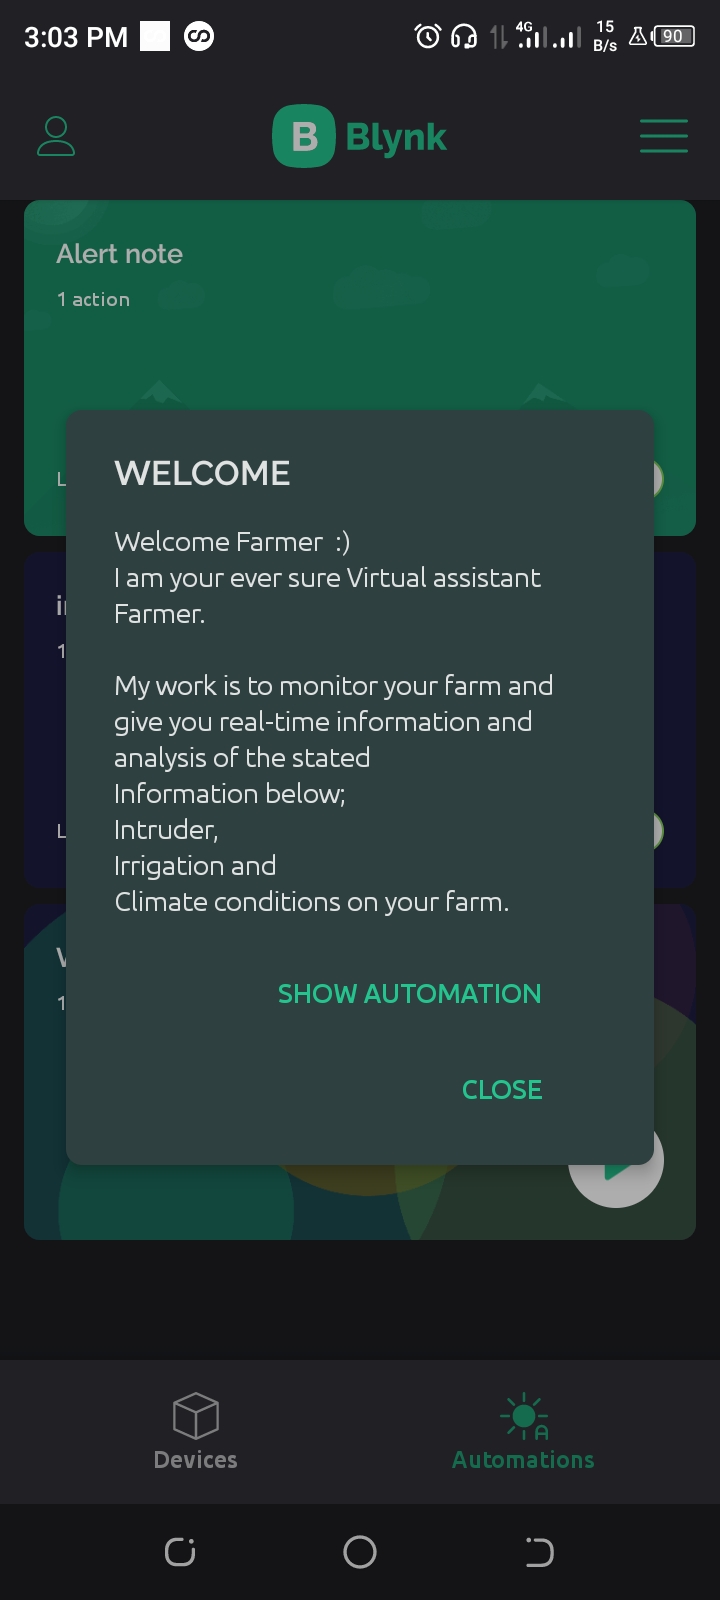 3:03 PM
4G
15
B/s
90
B Blynk
Alert note
1 action
WELCOME
Welcome Farmer :)
I am your ever sure Virtual assistant
Farmer.
My work is to monitor your farm and
give you real-time information and
analysis of the stated
Information below;
Intruder,
Irrigation and
Climate conditions on your farm.
SHOW AUTOMATION
CLOSE
Devices
Automations